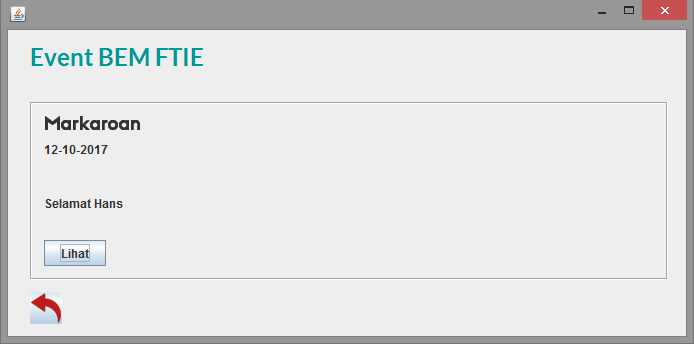 Event BEM FTIE
Markaroan
12-10-2017
Selamat Hans
Lihat